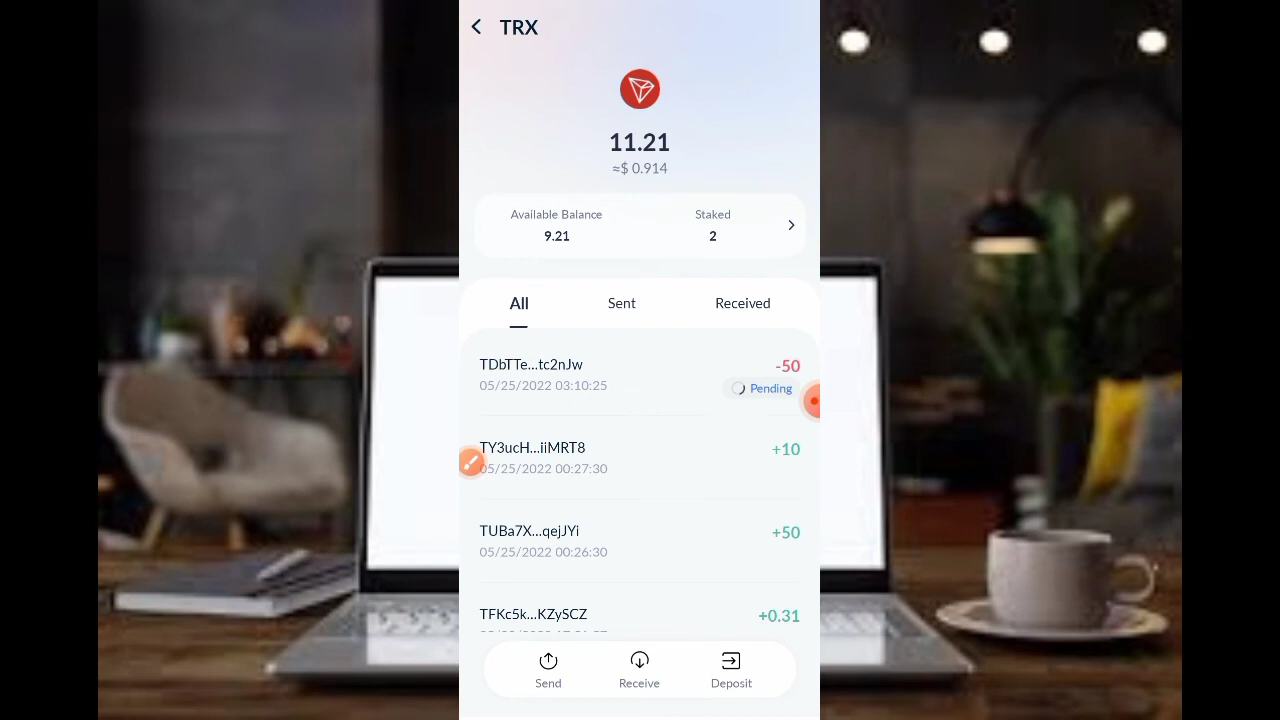 TRX
11.21
≈$ 0.914
Available Balance
9.21
Staked
2
All
Sent
Received
TDbTTe...tc2nJw
-50
05/25/2022 03:10:25
Pending
TY3ucH...iiMRT8
+10
05/25/2022 00:27:30
TUBa7X...qejJYi
+50
05/25/2022 00:26:30
TFKc5k...KZySCZ
+0.31
Send
Receive
Deposit